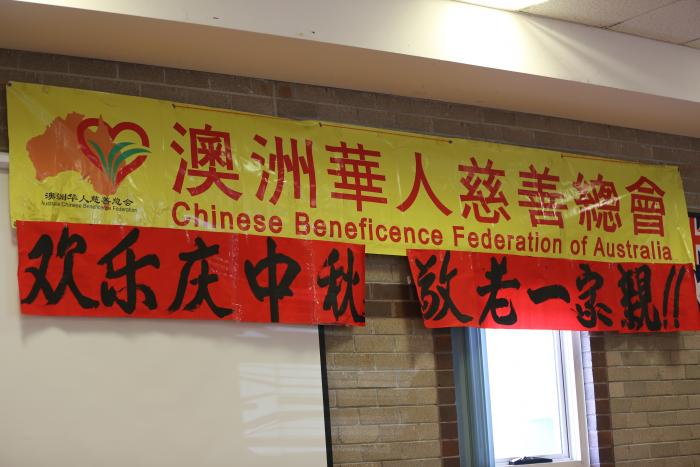 澳洲華人慈善總會
Chinese Beneficence Federation of Australia
澳洲华人慈善总会
Australia Chinese Beneficence Federation
欢乐庆中秋
敬老一家親!!